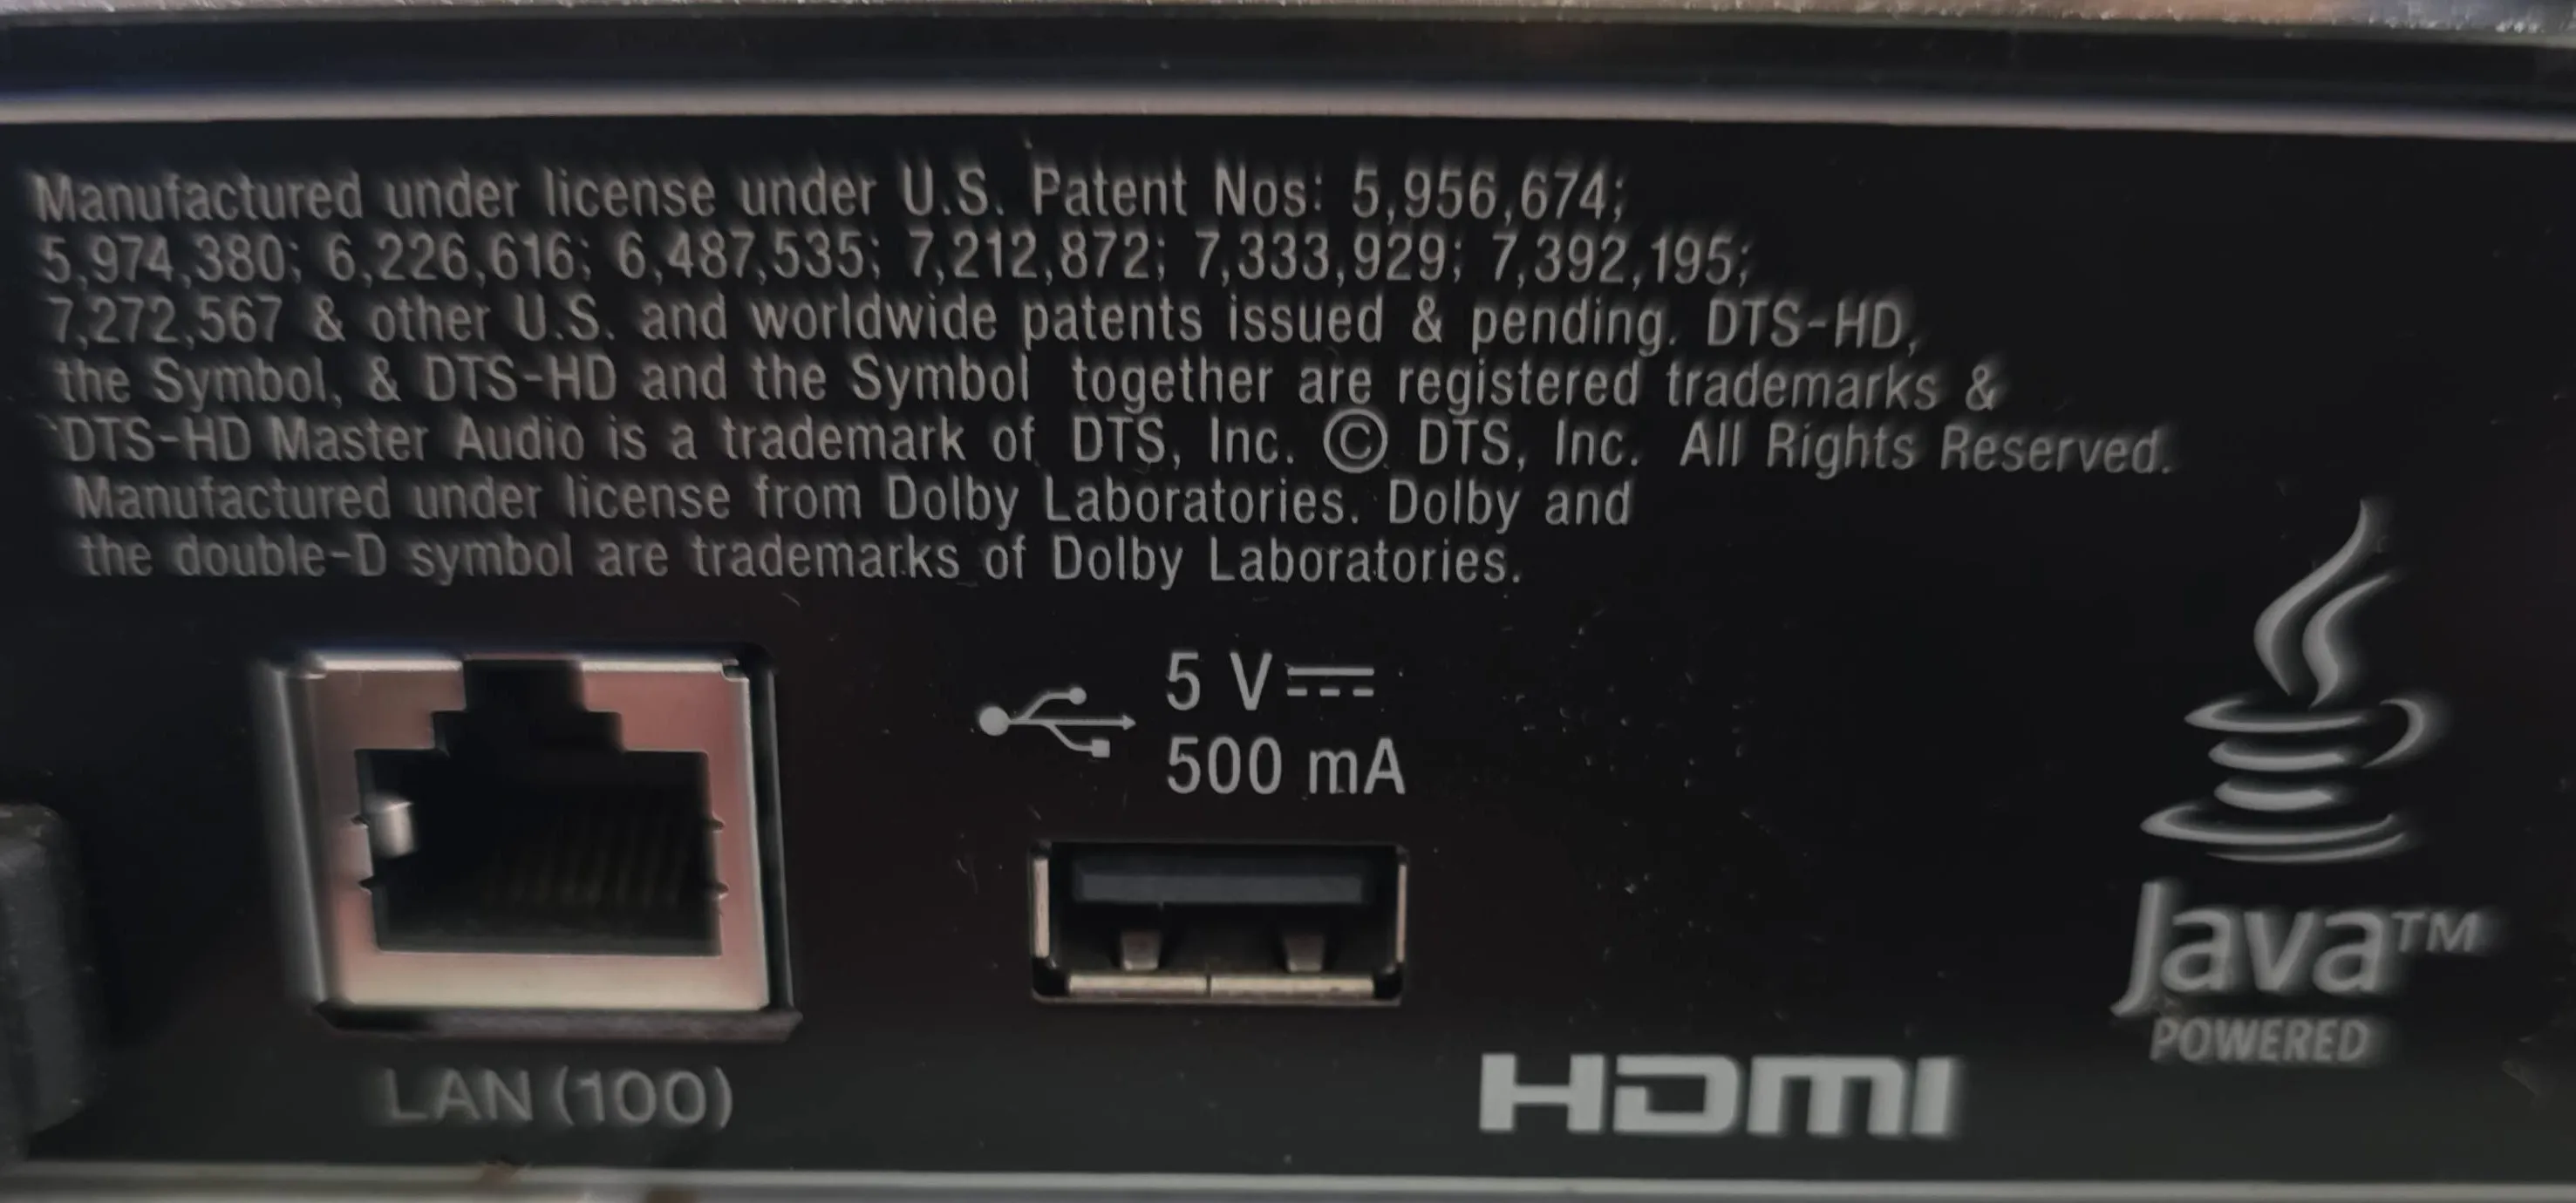 Manufactured under license under U.S. Patent Nos: 5,956,674;
5,974,380; 6,226,616; 6,487,535; 7,212,872; 7,333,929; 7,392,195;
7,272,567 & other U.S. and worldwide patents issued & pending. DTS-HD,
the Symbol, & DTS-HD and the Symbol together are registered trademarks &
DTS-HD Master Audio is a trademark of DTS, Inc. © DTS, Inc. All Rights Reserved.
Manufactured under license from Dolby Laboratories. Dolby and
the double-D symbol are trademarks of Dolby Laboratories.
5 V
500 mA
LAN (100)
HDMI
Java™
POWERED